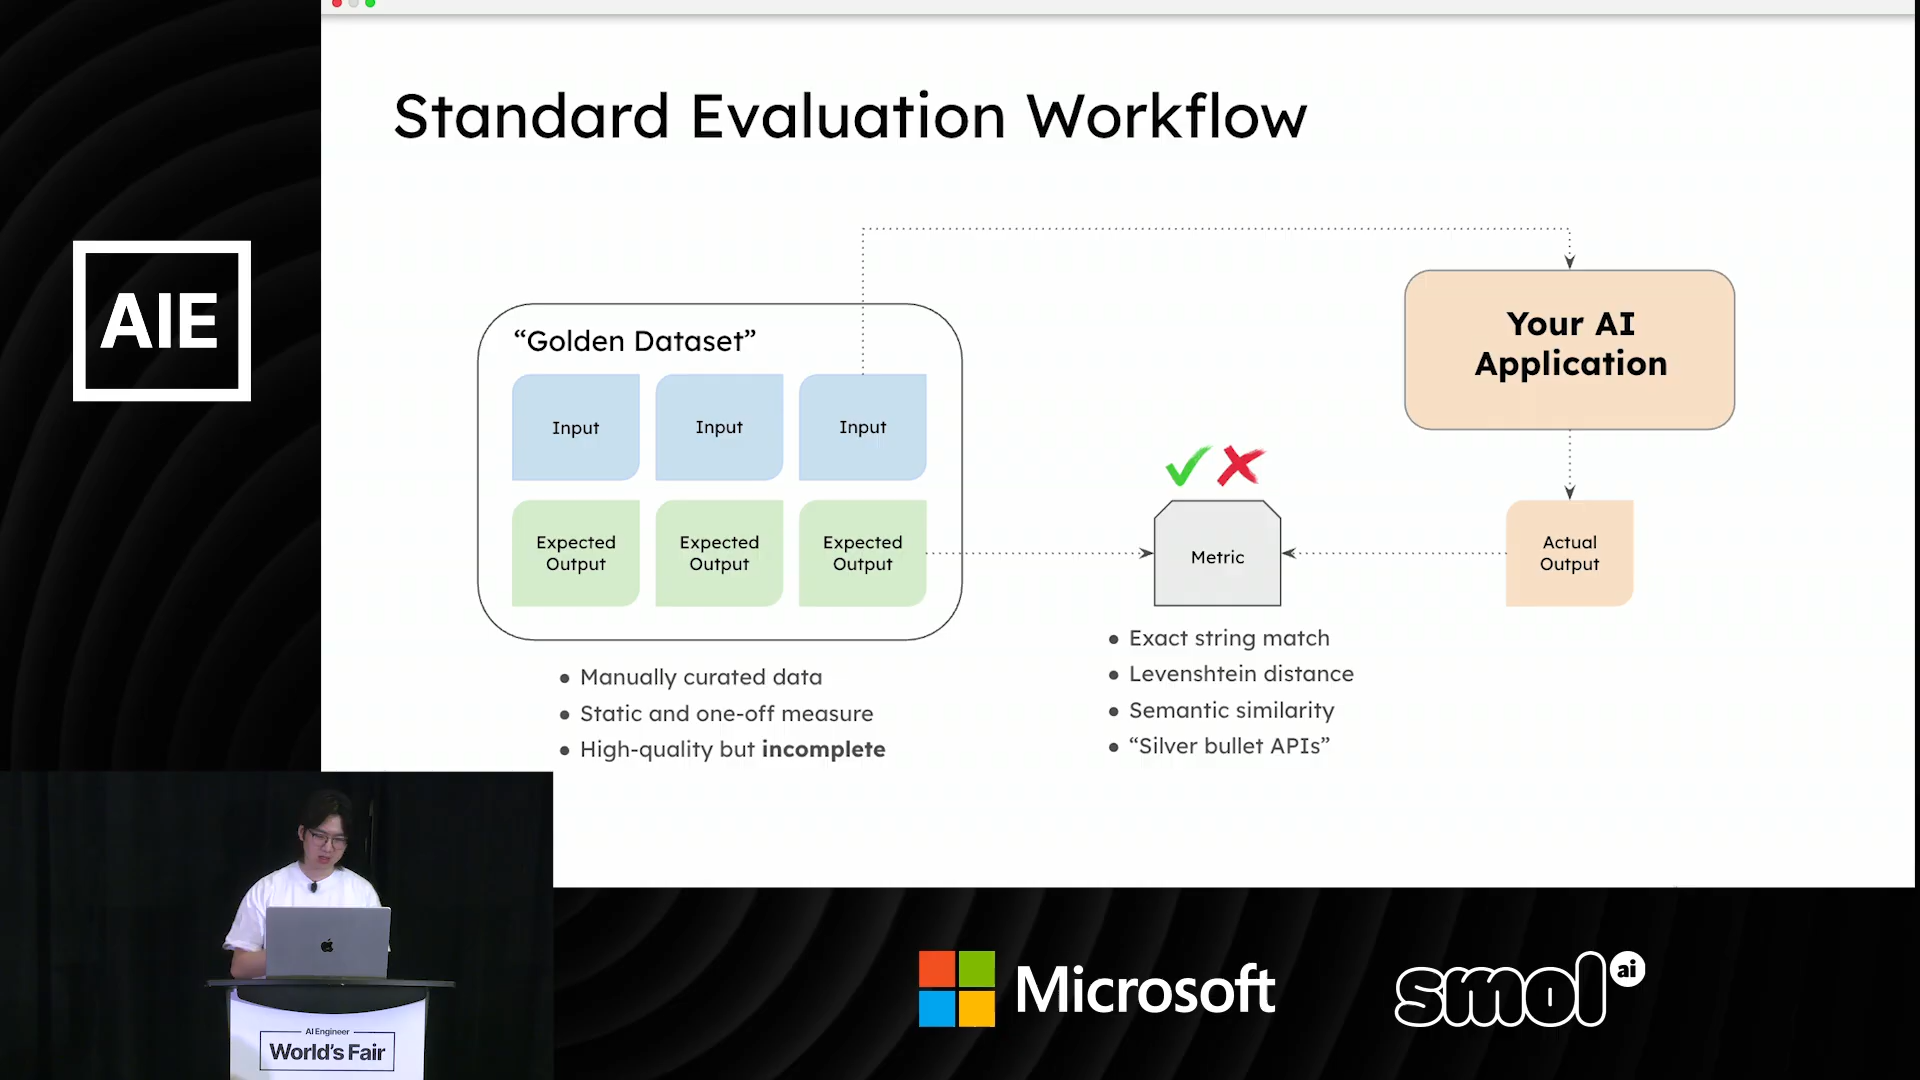 Standard Evaluation Workflow
AIE
“Golden Dataset”
Input
Input
Input
Expected
Output
Expected
Output
Expected
Output
Your AI
Application
Metric
Actual
Output
• Manually curated data
• Static and one-off measure
• High-quality but incomplete
• Exact string match
• Levenshtein distance
• Semantic similarity
• “Silver bullet APIs”
AI Engineer
World's Fair
Microsoft
smol ai